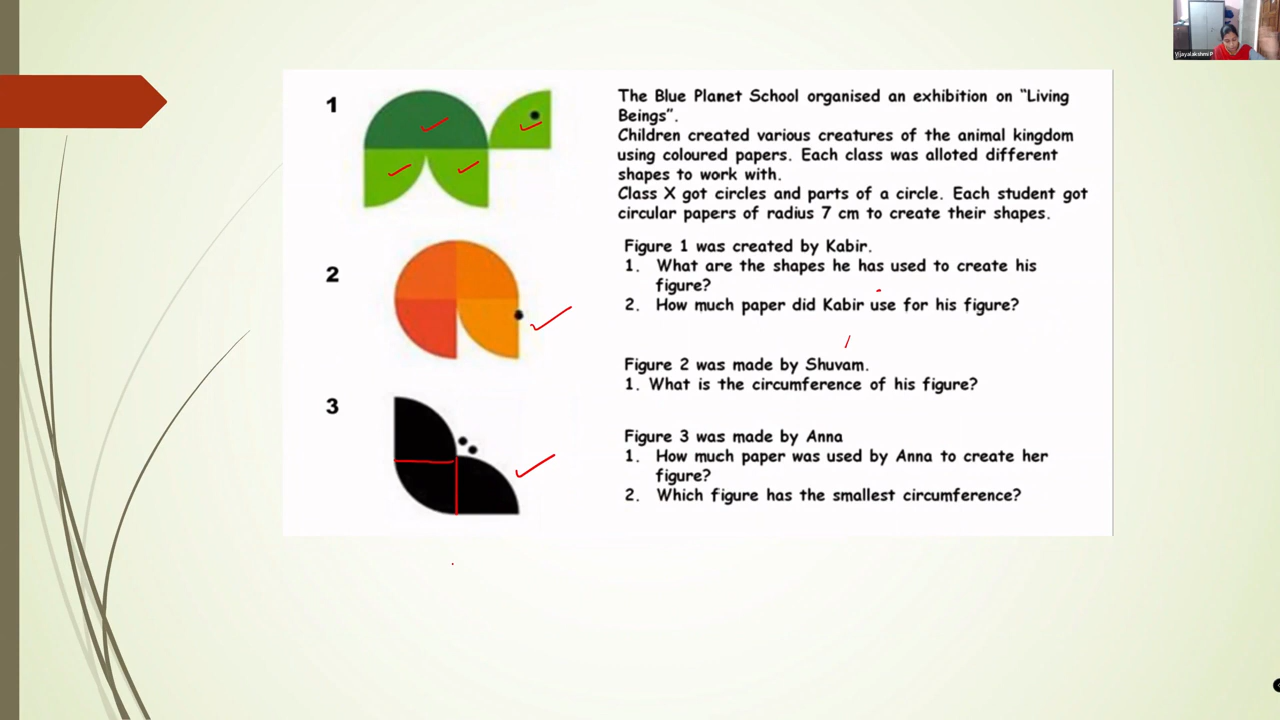 Vijayalakshmi P
1
The Blue Planet School organised an exhibition on "Living
Beings".
Children created various creatures of the animal kingdom
using coloured papers. Each class was alloted different
shapes to work with.
Class X got circles and parts of a circle. Each student got
circular papers of radius 7 cm to create their shapes.
Figure 1 was created by Kabir.
1. What are the shapes he has used to create his
figure?
2. How much paper did Kabir use for his figure?
2
Figure 2 was made by Shuvam.
1. What is the circumference of his figure?
3
Figure 3 was made by Anna
1. How much paper was used by Anna to create her
figure?
2. Which figure has the smallest circumference?